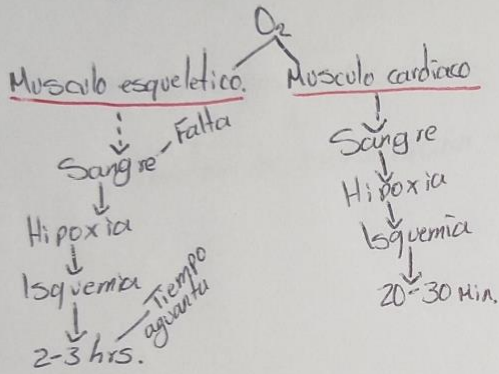 O₂
Musculo esqueletico.
Musculo cardiaco
Falta
Sangre
Hipoxia
Isquemia
Tiempo
aguanta
2-3 hrs.
Sangre
Hipoxia
Isquemia
20-30 Min.